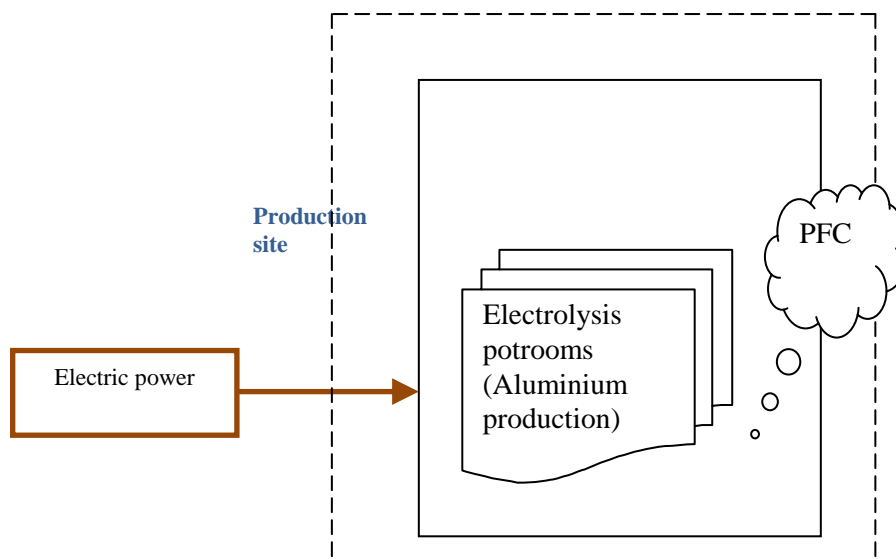 PFC
Production
site
Electrolysis
potrooms
(Aluminium
production)
Electric power